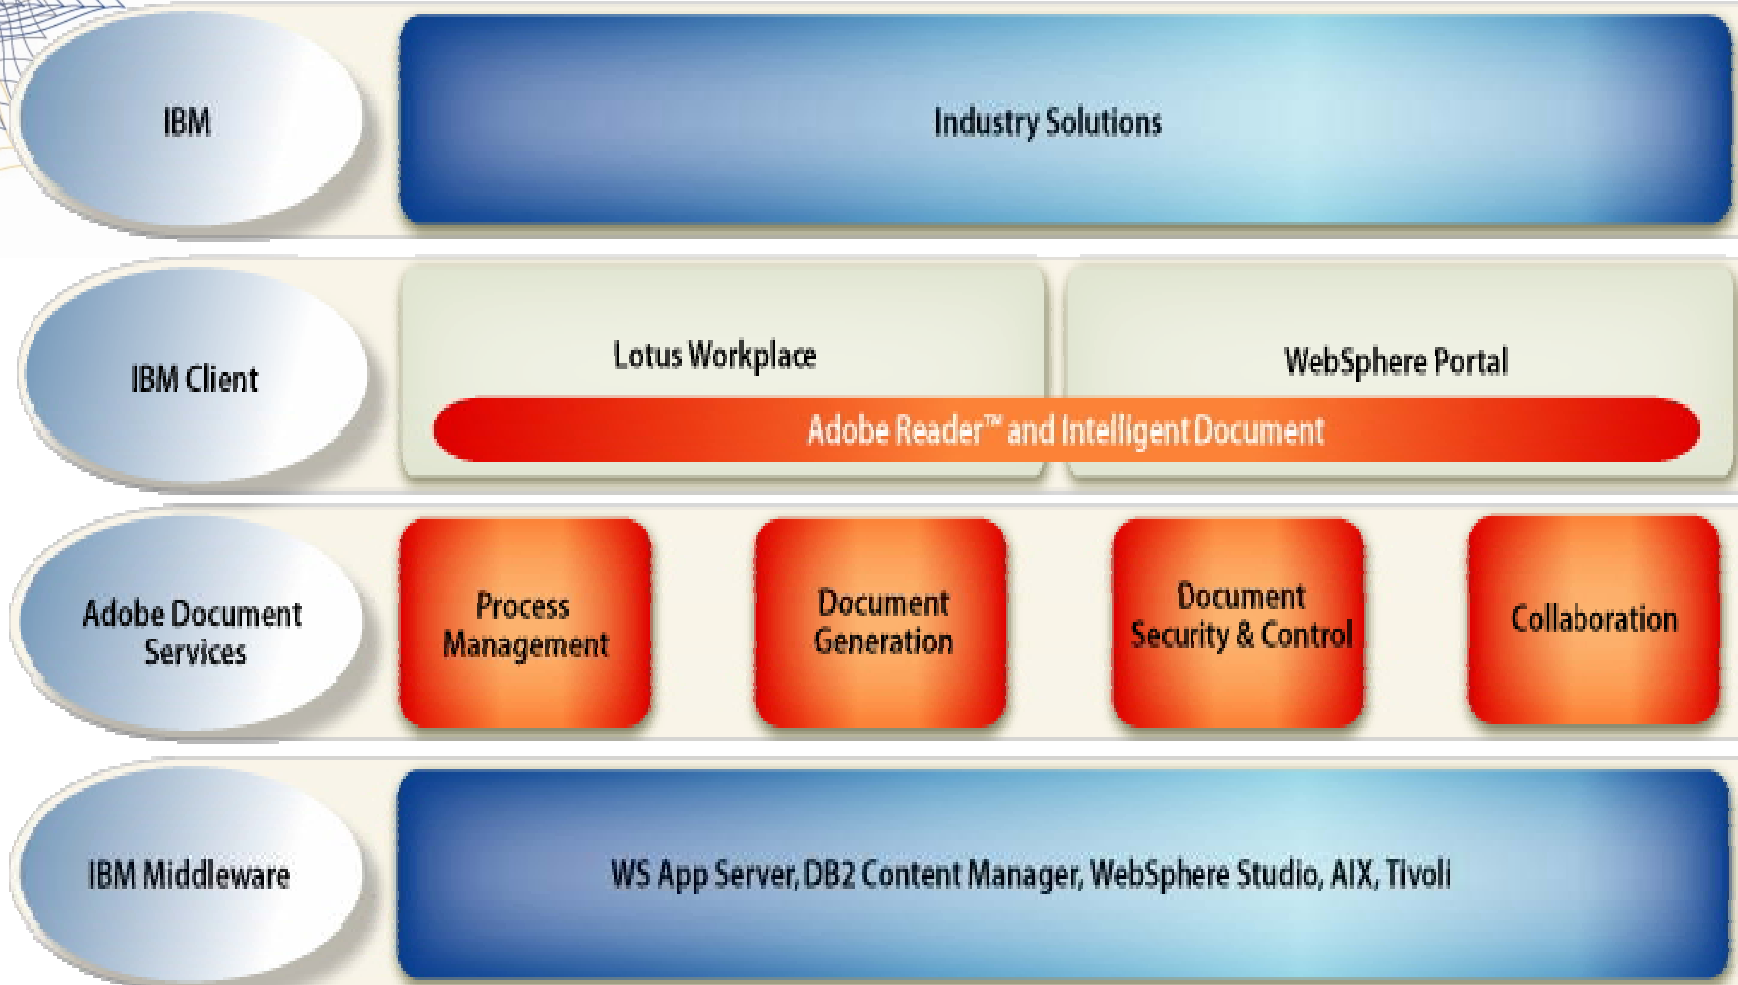 IBM
Industry Solutions
IBM Client
Lotus Workplace
WebSphere Portal
Adobe Reader™ and Intelligent Document
Adobe Document
Services
Process
Management
Document
Generation
Document
Security & Control
Collaboration
IBM Middleware
WS App Server, DB2 Content Manager, WebSphere Studio, AIX, Tivoli